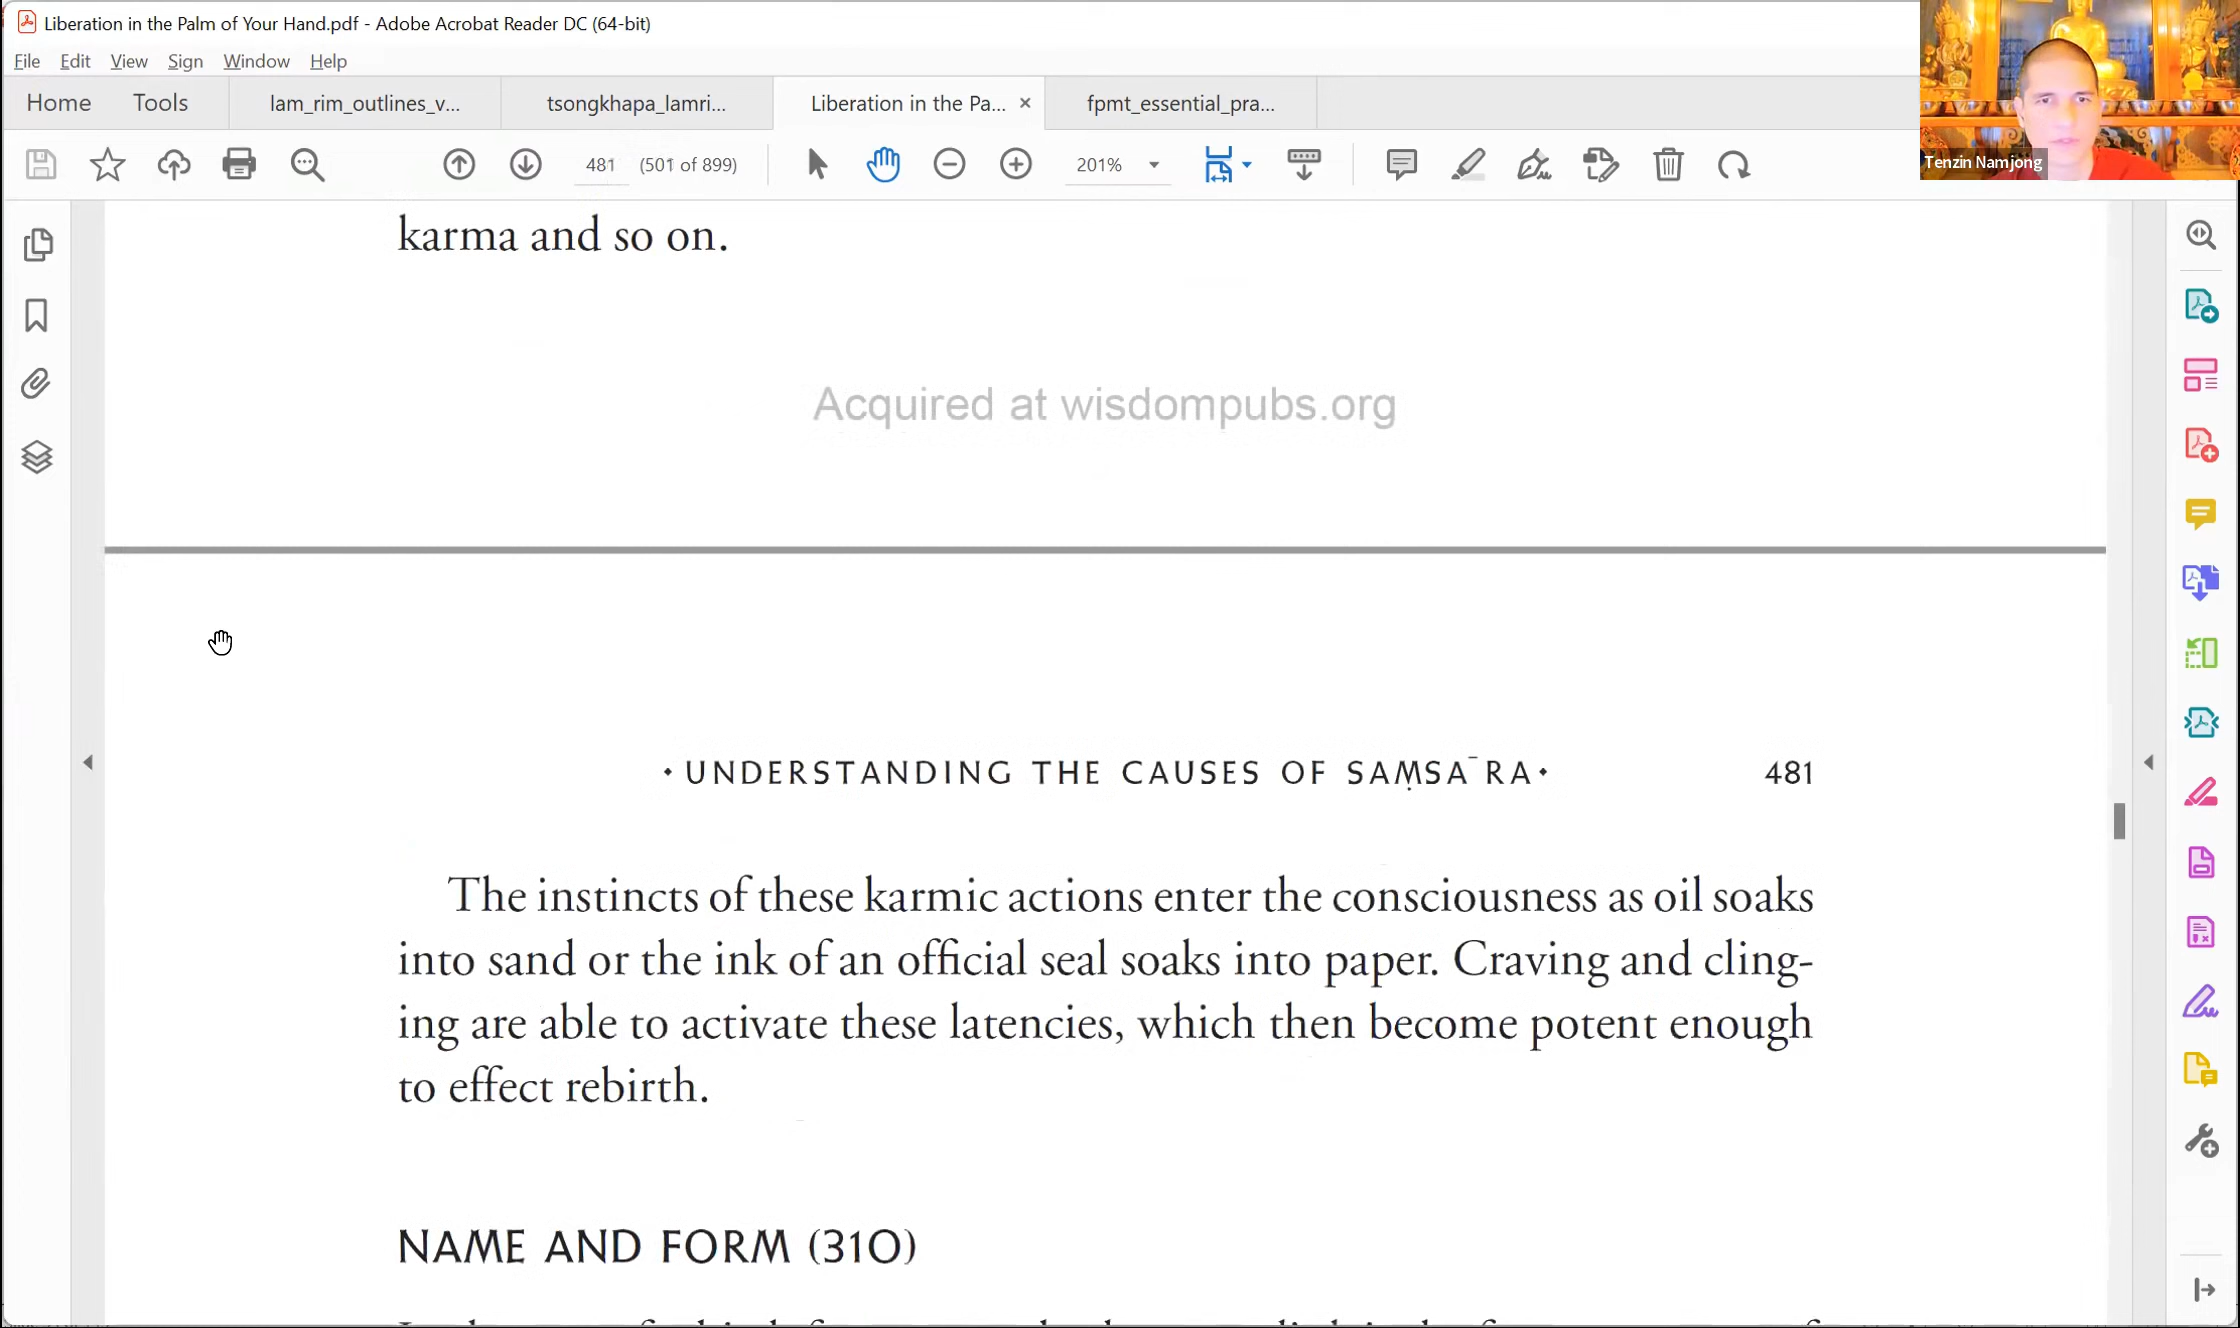 Liberation in the Palm of Your Hand.pdf - Adobe Acrobat Reader DC (64-bit)
File Edit View Sign Window Help
Home Tools lam_rim_outlines_v... tsongkhapa_lamri... Liberation in the Pa... × fpmt_essential_pra...
481 (501 of 899) 201%
Tenzin Namjong
karma and so on.
Acquired at wisdompubs.org
• UNDERSTANDING THE CAUSES OF SAṂSA¯RA • 481
The instincts of these karmic actions enter the consciousness as oil soaks
into sand or the ink of an official seal soaks into paper. Craving and cling-
ing are able to activate these latencies, which then become potent enough
to effect rebirth.
NAME AND FORM (310)